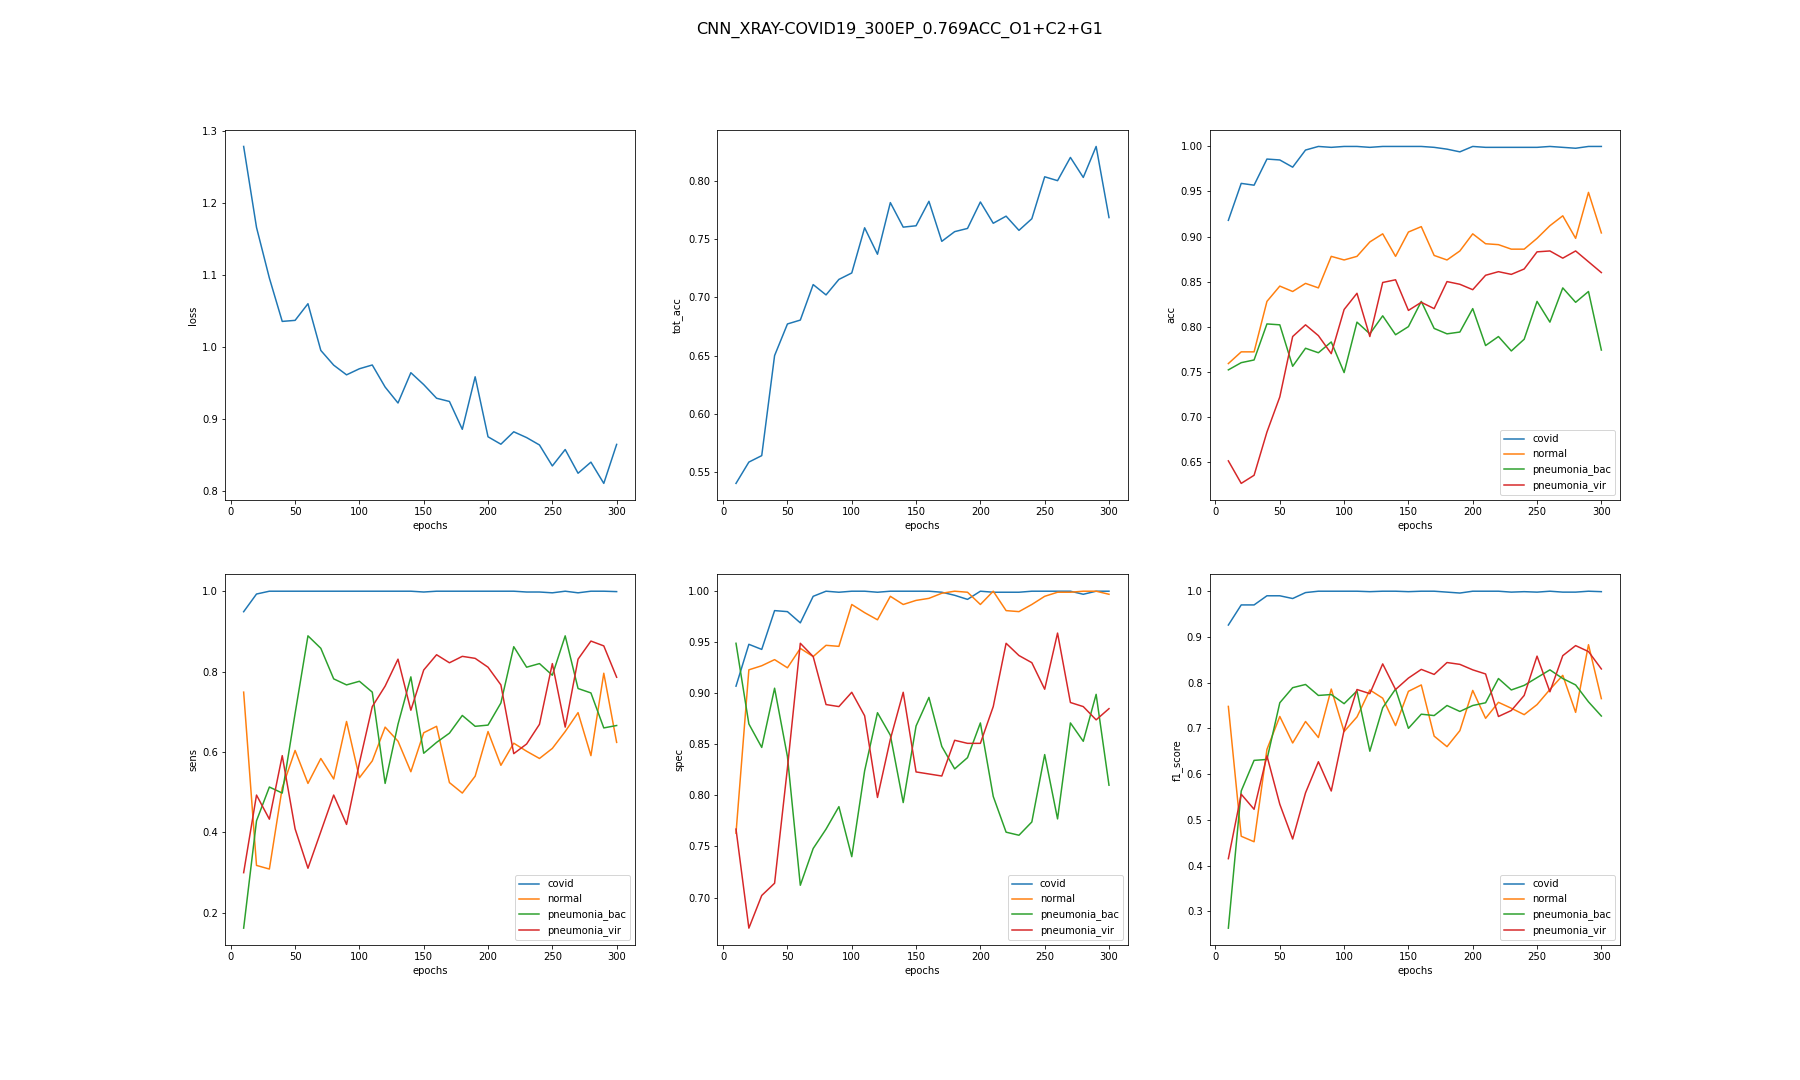 CNN_XRAY-COVID19_300EP_0.769ACC_O1+C2+G1
1.3
1.2
1.1
1.0
0.9
0.8
loss
0 50 100 150 200 250 300
epochs
0.80
0.75
0.70
0.65
0.60
0.55
tot_acc
0 50 100 150 200 250 300
epochs
1.00
0.95
0.90
0.85
0.80
0.75
0.70
0.65
acc
covid
normal
pneumonia_bac
pneumonia_vir
0 50 100 150 200 250 300
epochs
1.0
0.8
0.6
0.4
0.2
sens
covid
normal
pneumonia_bac
pneumonia_vir
0 50 100 150 200 250 300
epochs
1.00
0.95
0.90
0.85
0.80
0.75
0.70
spec
covid
normal
pneumonia_bac
pneumonia_vir
0 50 100 150 200 250 300
epochs
1.0
0.9
0.8
0.7
0.6
0.5
0.4
0.3
f1_score
covid
normal
pneumonia_bac
pneumonia_vir
0 50 100 150 200 250 300
epochs